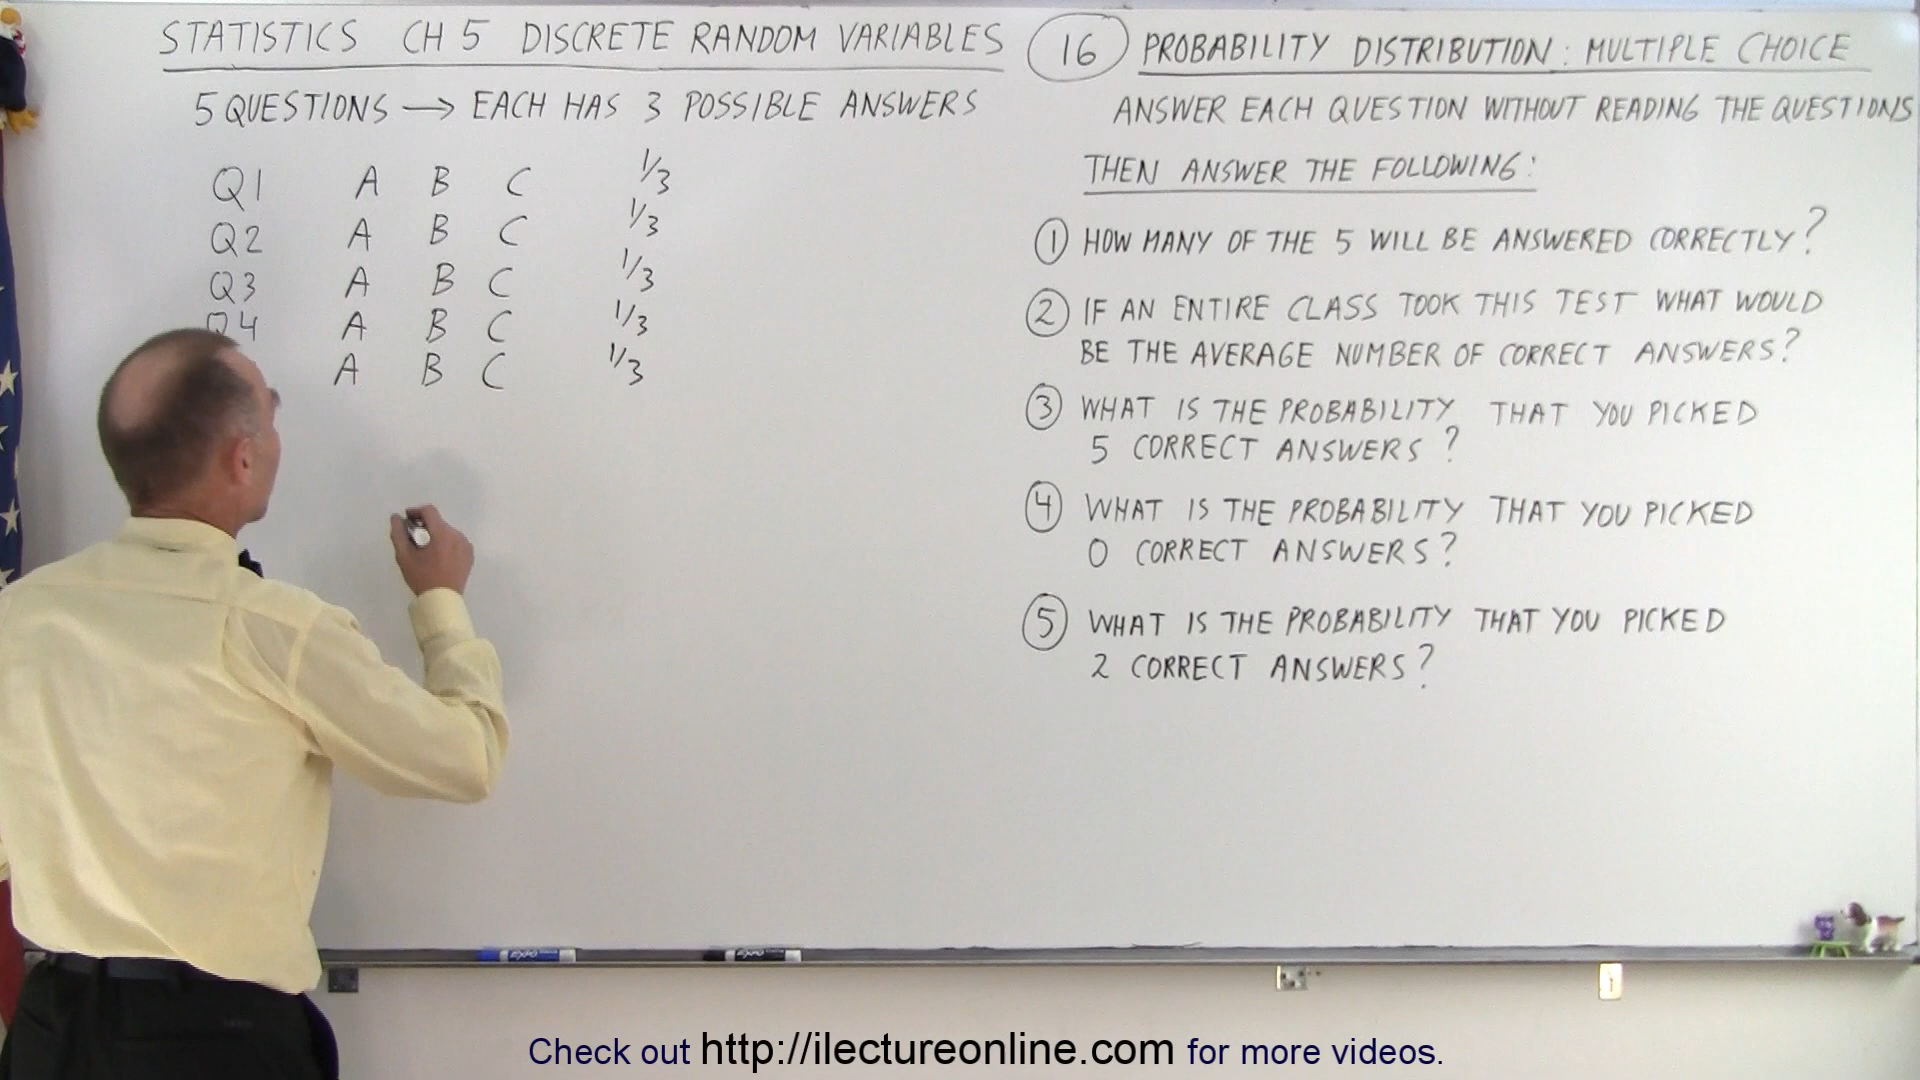 STATISTICS CH 5 DISCRETE RANDOM VARIABLES
5 QUESTIONS → EACH HAS 3 POSSIBLE ANSWERS
Q1 A B C 1/3
Q2 A B C 1/3
Q3 A B C 1/3
Q4 A B C 1/3
A B C 1/3
16 PROBABILITY DISTRIBUTION: MULTIPLE CHOICE
ANSWER EACH QUESTION WITHOUT READING THE QUESTIONS
THEN ANSWER THE FOLLOWING:
1 HOW MANY OF THE 5 WILL BE ANSWERED CORRECTLY?
2 IF AN ENTIRE CLASS TOOK THIS TEST WHAT WOULD
BE THE AVERAGE NUMBER OF CORRECT ANSWERS?
3 WHAT IS THE PROBABILITY THAT YOU PICKED
5 CORRECT ANSWERS?
4 WHAT IS THE PROBABILITY THAT YOU PICKED
0 CORRECT ANSWERS?
5 WHAT IS THE PROBABILITY THAT YOU PICKED
2 CORRECT ANSWERS?
Check out http://ilectureonline.com for more videos.